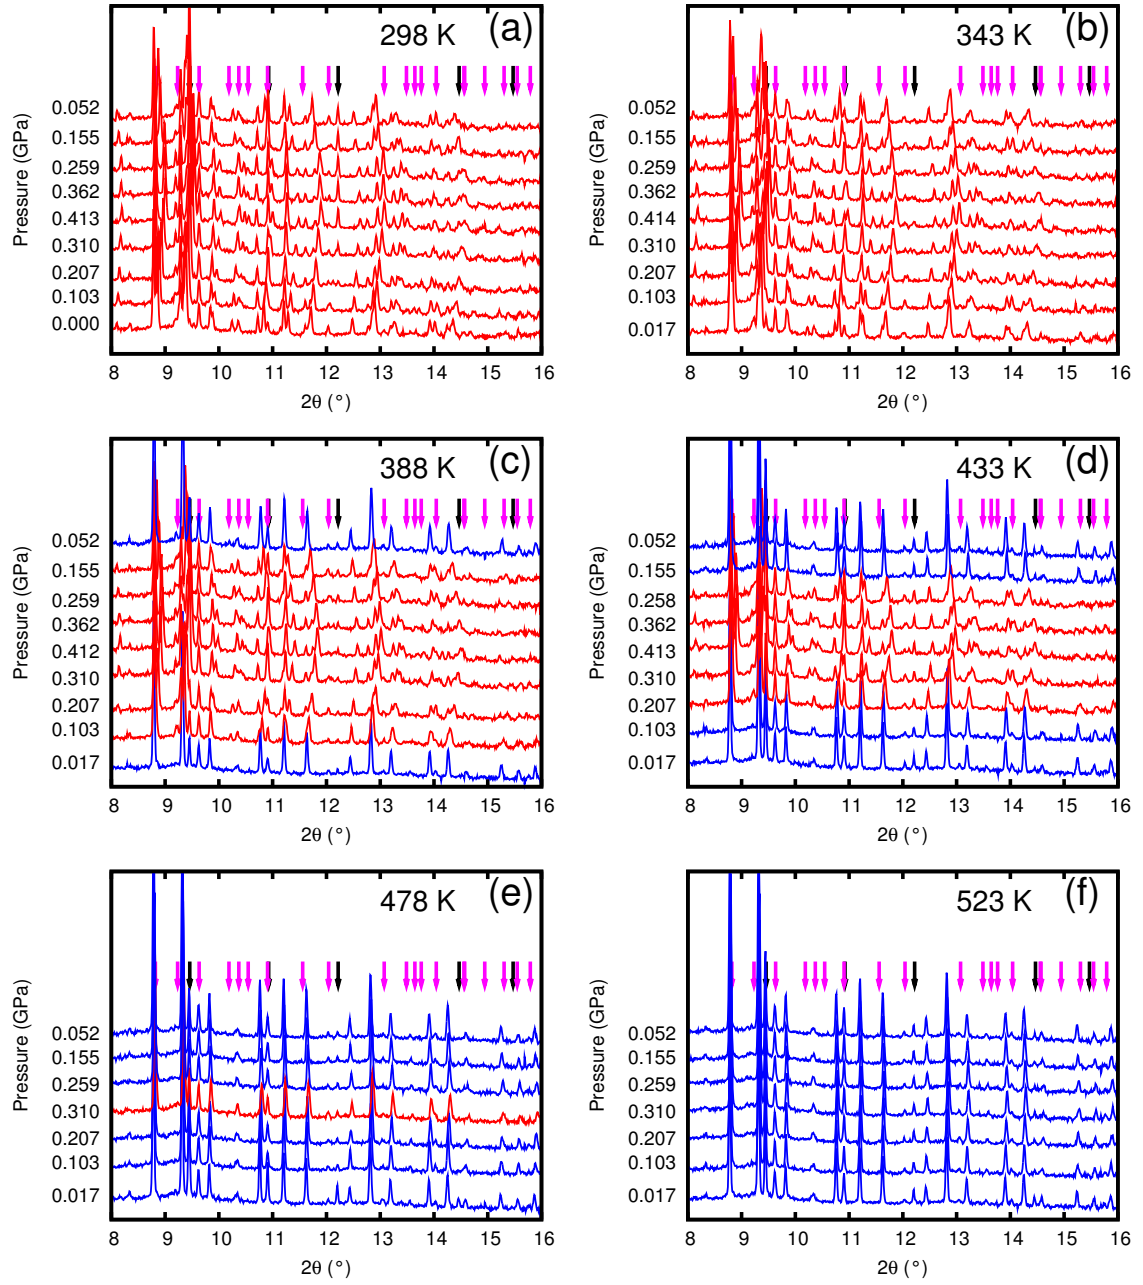 298 K (a)
Pressure (GPa)
0.052
0.155
0.259
0.362
0.413
0.310
0.207
0.103
0.000
8 9 10 11 12 13 14 15 16
2θ (°)
343 K (b)
Pressure (GPa)
0.052
0.155
0.259
0.362
0.414
0.310
0.207
0.103
0.017
8 9 10 11 12 13 14 15 16
2θ (°)
388 K (c)
Pressure (GPa)
0.052
0.155
0.259
0.362
0.412
0.310
0.207
0.103
0.017
8 9 10 11 12 13 14 15 16
2θ (°)
433 K (d)
Pressure (GPa)
0.052
0.155
0.258
0.362
0.413
0.310
0.207
0.103
0.017
8 9 10 11 12 13 14 15 16
2θ (°)
478 K (e)
Pressure (GPa)
0.052
0.155
0.259
0.310
0.207
0.103
0.017
8 9 10 11 12 13 14 15 16
2θ (°)
523 K (f)
Pressure (GPa)
0.052
0.155
0.259
0.310
0.207
0.103
0.017
8 9 10 11 12 13 14 15 16
2θ (°)